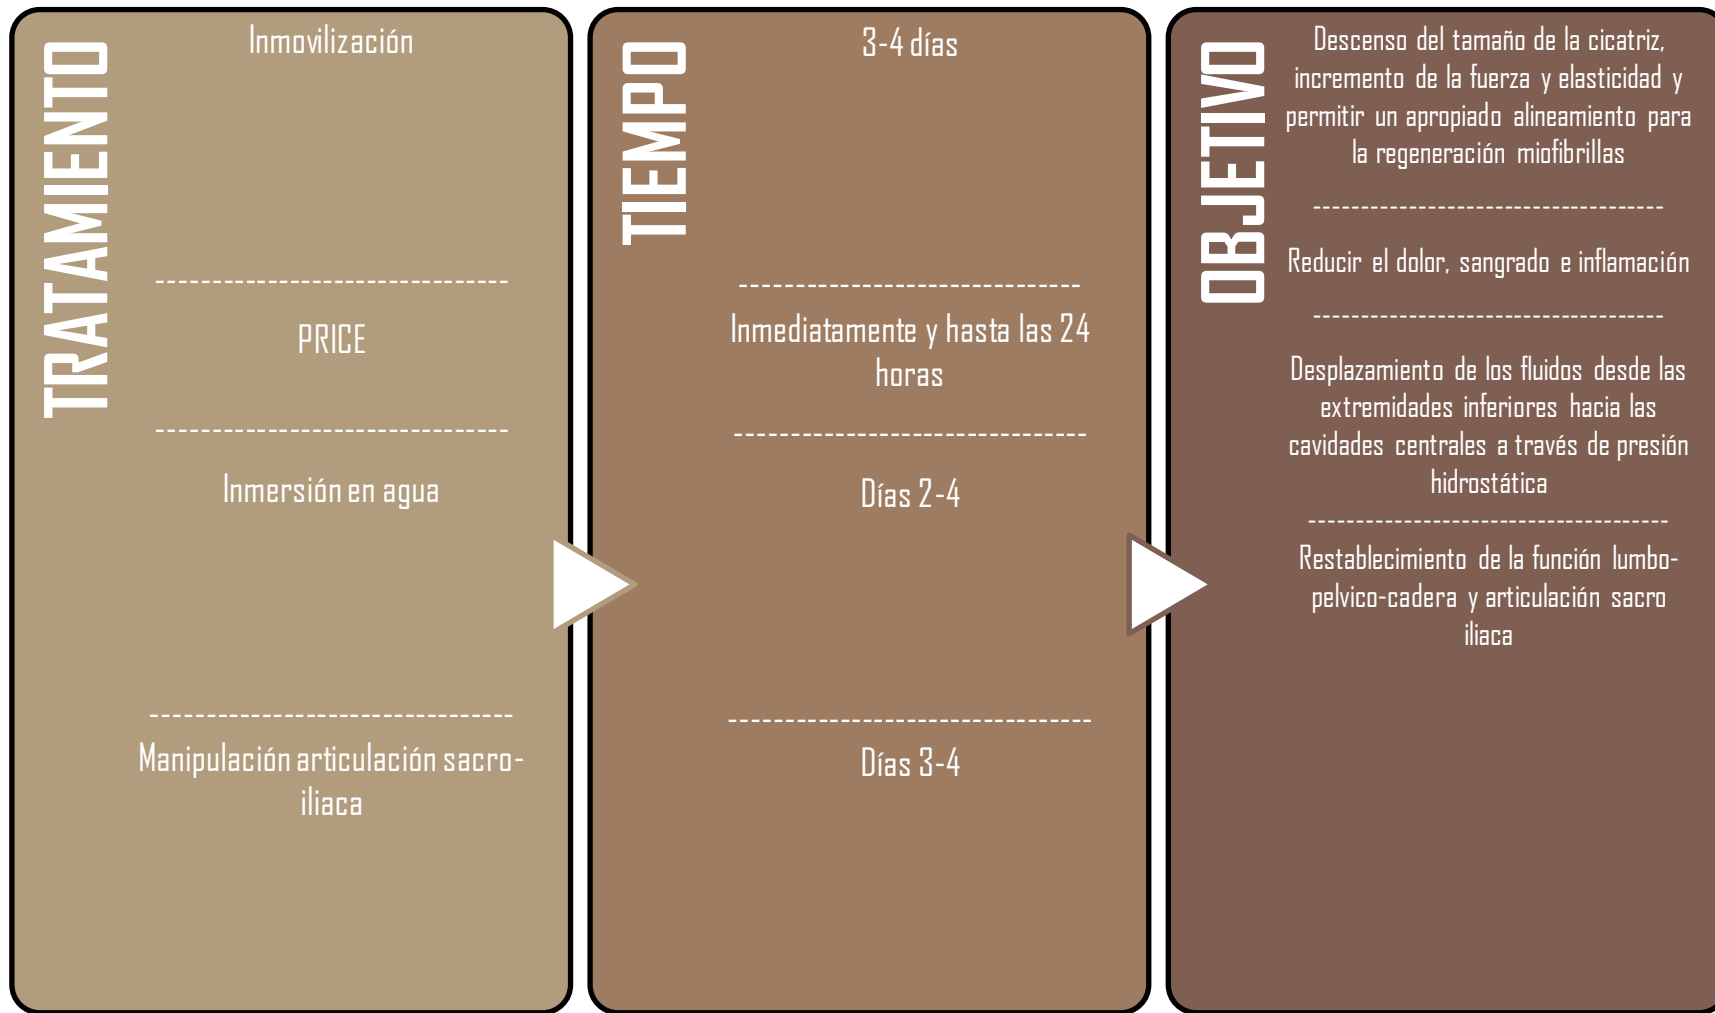 TRATAMIENTO
Inmovilización
--------------------------------
PRICE
--------------------------------
Inmersión en agua
---------------------------------
Manipulación articulación sacro-
iliaca
TIEMPO
3-4 días
-------------------------------
Inmediatamente y hasta las 24
horas
--------------------------------
Días 2-4
---------------------------------
Días 3-4
OBJETIVO
Descenso del tamaño de la cicatriz,
incremento de la fuerza y elasticidad y
permitir un apropiado alineamiento para
la regeneración miofibrillas
-------------------------------------
Reducir el dolor, sangrado e inflamación
-------------------------------------
Desplazamiento de los fluidos desde las
extremidades inferiores hacia las
cavidades centrales a través de presión
hidrostática
--------------------------------------
Restablecimiento de la función lumbo-
pelvico-cadera y articulación sacro
iliaca